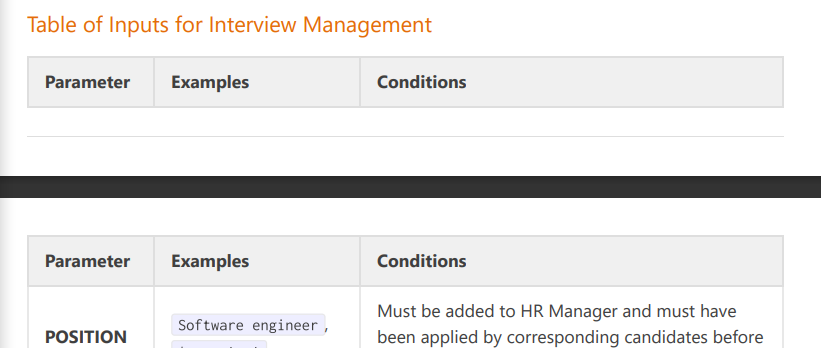 Table of Inputs for Interview Management
Parameter Examples Conditions
Parameter Examples Conditions
Must be added to HR Manager and must have
POSITION Software engineer, been applied by corresponding candidates before